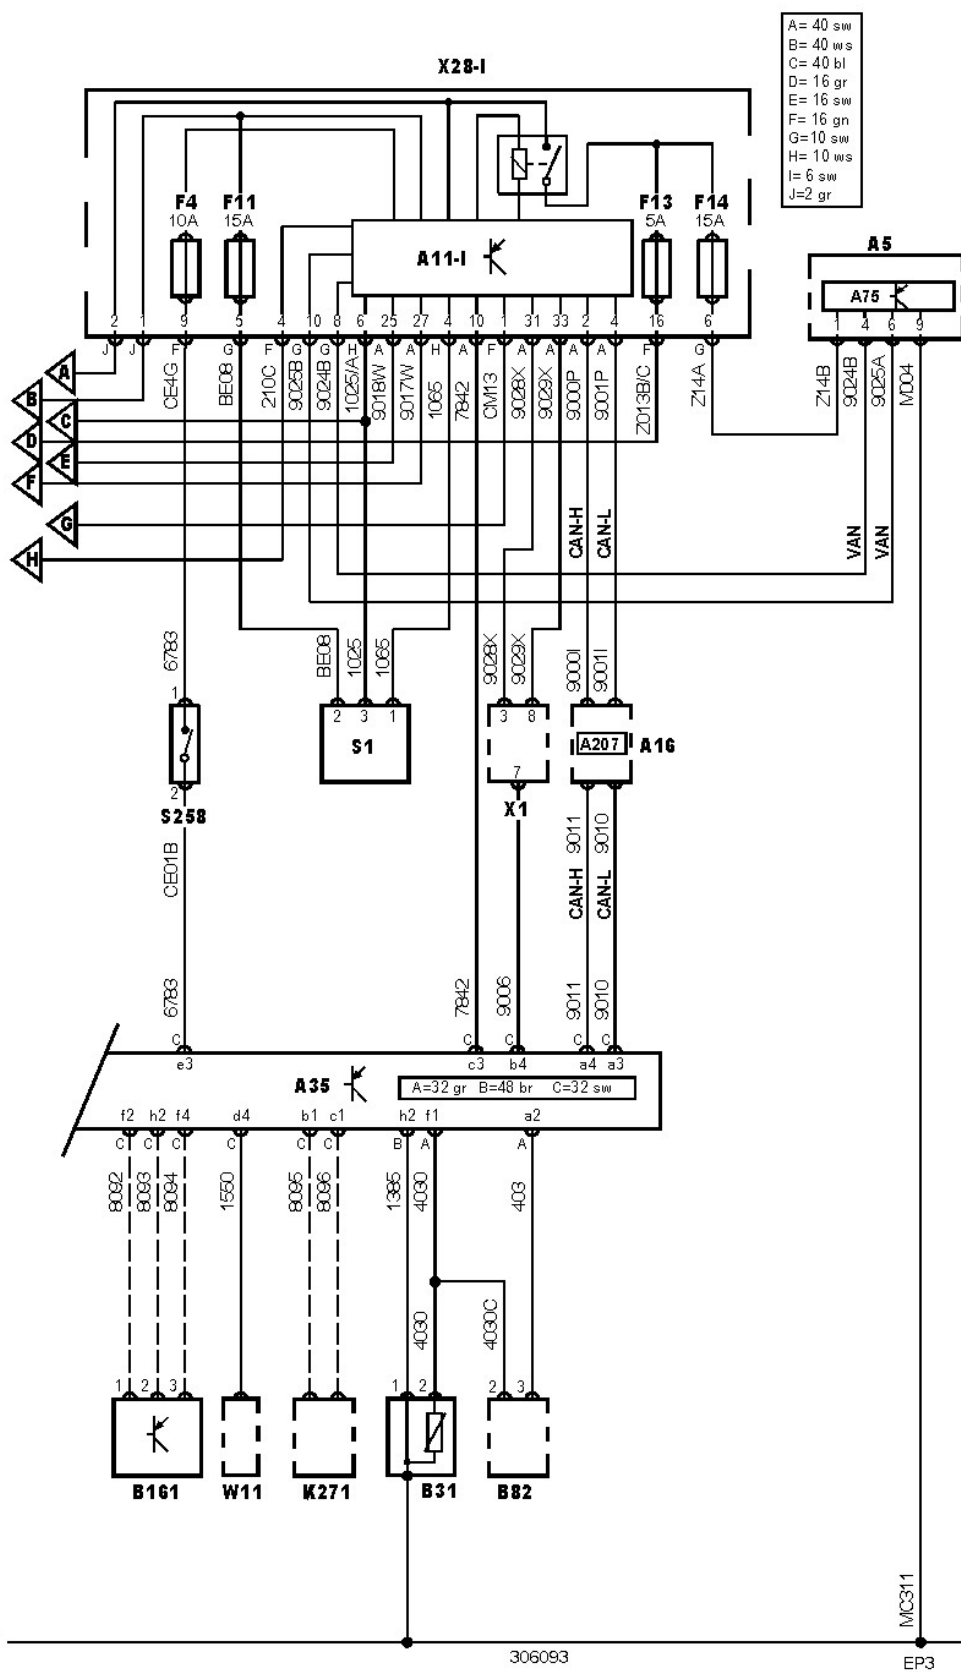 A= 40 sw
B= 40 ws
C= 40 bl
D= 16 gr
E= 16 sw
F= 16 gn
G=10 sw
H= 10 ws
I= 6 sw
J=2 gr
X28-I
F4 F11 F13 F14
10A 15A 5A 15A
A11-I
A5
A75
2 1 9 5 4 10 8 6 25 27 4 10 1 31 33 2 4 16 6
1 4 6 9
J J F G F G G H A A H A F A A A A F G
CE4G BE08 210C 9025B 9024B 1025/A 9018W 9017W 1065 7842 CM13 9028X 9029X 9000P 9001P Z013B/C Z14A
Z14B 9024B 9025A M004
A
B
C
D
E
F
G
H
CAN-H CAN-L VAN VAN
6783 BE08 1025 1065 9028X 9029X 9000I 9001I
1 2 3 1 3 8
S1 A207 A16
2 7
S258 X1
CE01B 9011 9010
CAN-H CAN-L
6783 7842 9006 9011 9010
C C C C C
e3 c3 b4 a4 a3
A35
A=32 gr B=48 br C=32 sw
f2 h2 f4 d4 b1 c1 h2 f1 a2
C C C C C C B A A
8092 8093 8094 1550 8095 8096 1385 4030 403
4030 4030C
1 2 3 1 2 2 3
B161 W11 K271 B31 B82
MC311
306093
EP3